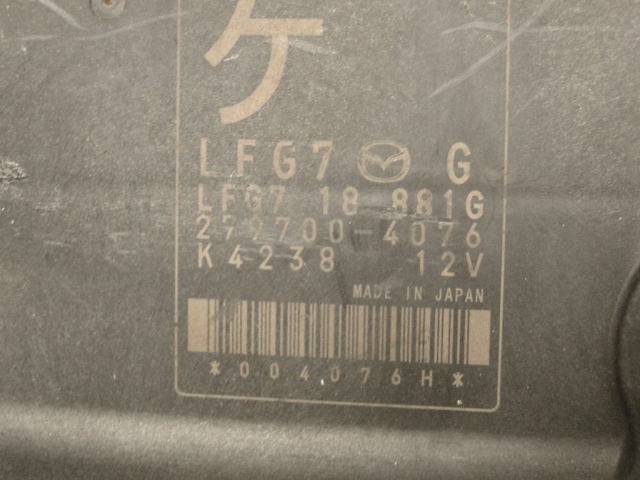 ケ
LFG7 G
LFG7 18 881G
279700-4076
K4238 12V
MADE IN JAPAN
*004076H*